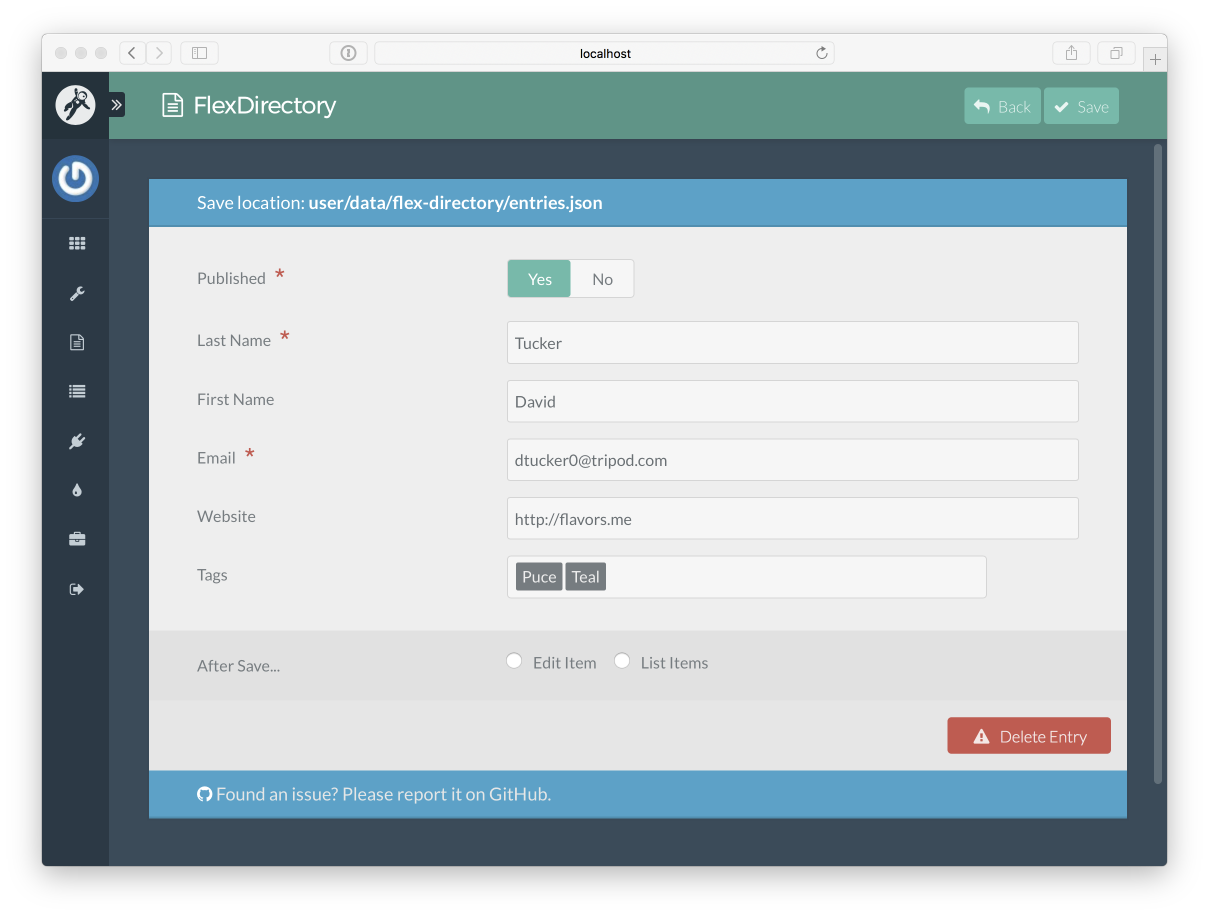 localhost
FlexDirectory
Back
Save
Save location: user/data/flex-directory/entries.json
Published *
Yes
No
Last Name *
Tucker
First Name
David
Email *
dtucker0@tripod.com
Website
http://flavors.me
Tags
Puce Teal
After Save...
Edit Item
List Items
Delete Entry
Found an issue? Please report it on GitHub.